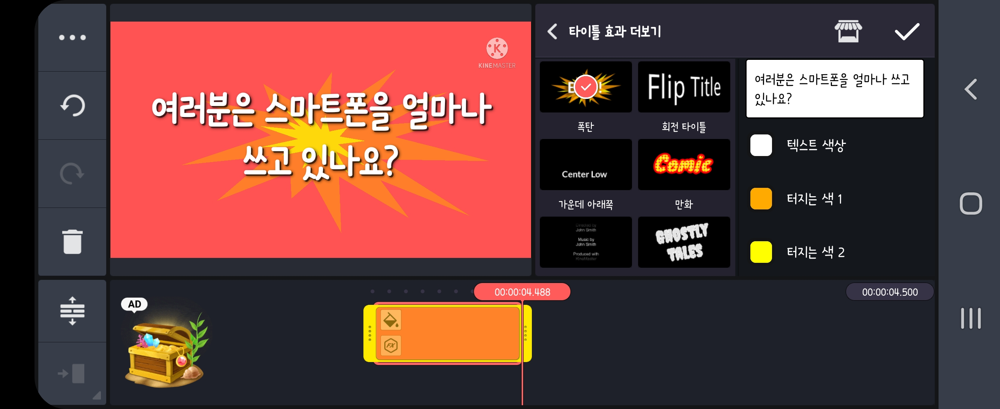 KINEMASTER
여러분은 스마트폰을 얼마나
쓰고 있나요?
타이틀 효과 더보기
폭탄
Flip Title
회전 타이틀
Center Low
가운데 아래쪽
Comic
만화
Directed by
John Smith
Music by
John Smith
Produced with
KineMaster
GHOSTLY
TALES
여러분은 스마트폰을 얼마나 쓰고
있나요?
텍스트 색상
터지는 색 1
터지는 색 2
AD
FX
00:00:04.488
00:00:04.500